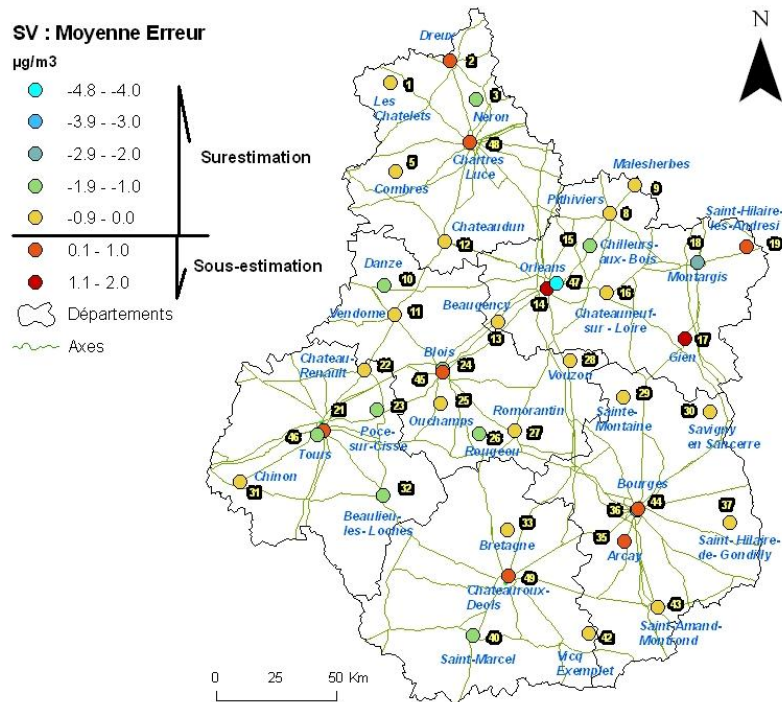 SV : Moyenne Erreur
µg/m3
-4.8 - -4.0
-3.9 - -3.0
-2.9 - -2.0
-1.9 - -1.0
-0.9 - 0.0
0.1 - 1.0
1.1 - 2.0
Surestimation
Sous-estimation
Départements
Axes
N
Dreux
2
1
Les
Chatelets
3
Neron
48
Chartres
Luce
5
Combres
Malesherbes
9
Pithiviers
8
Saint-Hilaire-
les-Andresi
19
12
Chateaudun
15
Chilleurs-
aux-Bois
18
Montargis
Danze
10
Orleans
47
14
16
Chateauneuf-
sur - Loire
11
Vendome
Beaugency
13
17
Gien
Chateau-
Renault
22
Blois
24
45
28
Vouzon
25
Ouchamps
29
Sainte-
Montaine
30
Savigny
en Sancerre
21
23
Poce-
sur-Cisse
46
Tours
Romorantin
27
26
Rougeou
Chinon
31
32
Beaulieu-
les-Loches
Bourges
44
36
37
Saint-Hilaire-
de-Gondilly
33
Bretagne
35
Arcay
49
Chateauroux-
Deols
43
Saint-Amand-
Montrond
40
Saint-Marcel
42
Vicq
Exemplet
0 25 50 Km